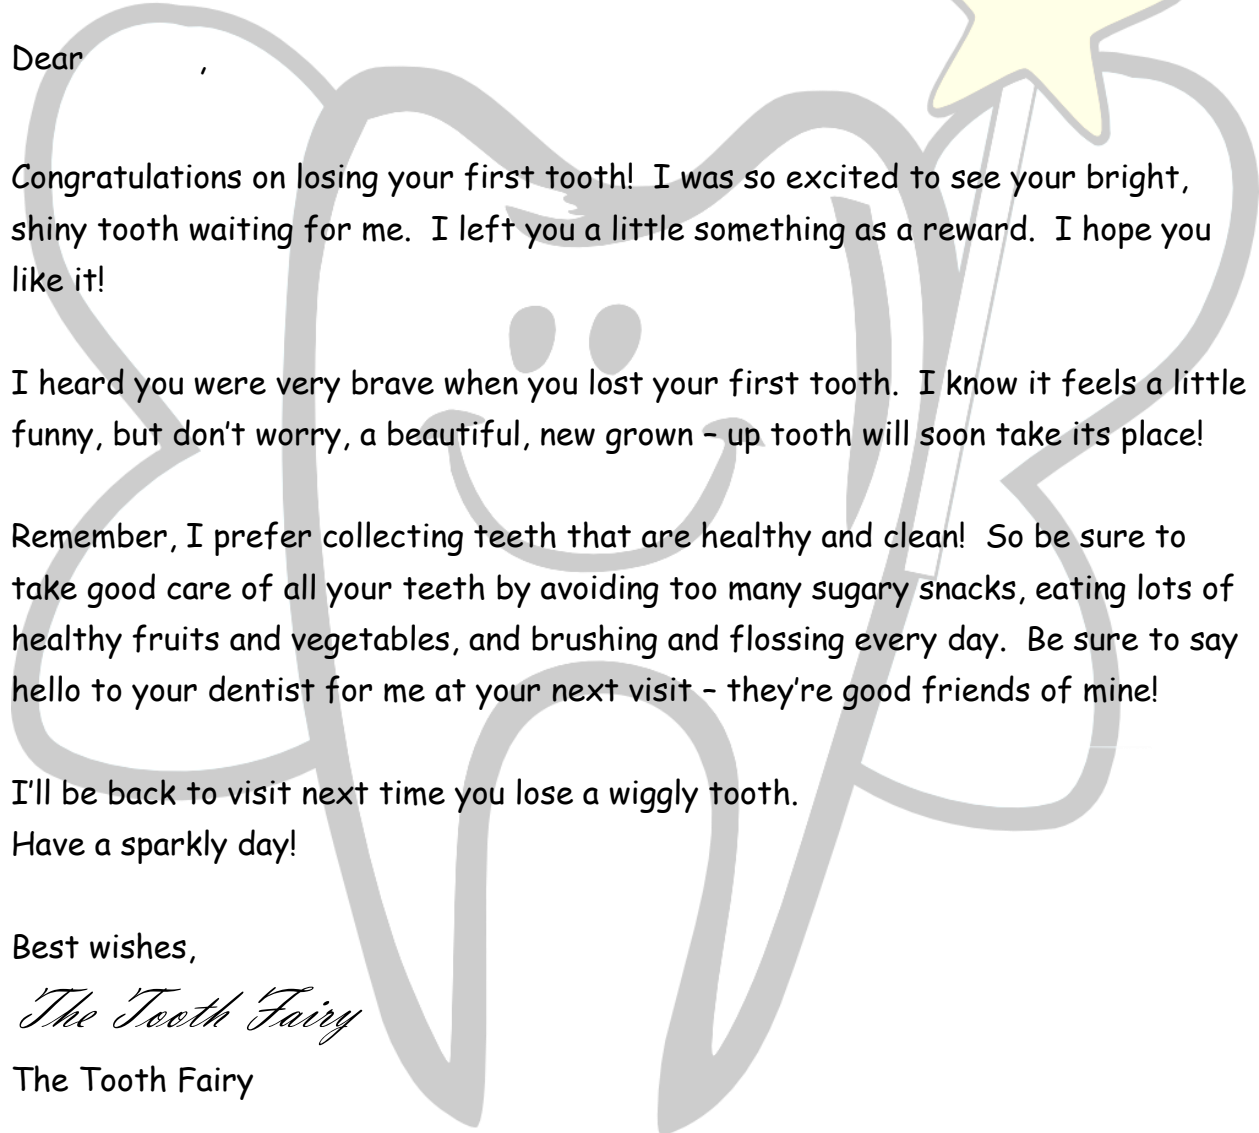 Dear ,
Congratulations on losing your first tooth! I was so excited to see your bright,
shiny tooth waiting for me. I left you a little something as a reward. I hope you
like it!
I heard you were very brave when you lost your first tooth. I know it feels a little
funny, but don’t worry, a beautiful, new grown – up tooth will soon take its place!
Remember, I prefer collecting teeth that are healthy and clean! So be sure to
take good care of all your teeth by avoiding too many sugary snacks, eating lots of
healthy fruits and vegetables, and brushing and flossing every day. Be sure to say
hello to your dentist for me at your next visit – they’re good friends of mine!
I’ll be back to visit next time you lose a wiggly tooth.
Have a sparkly day!
Best wishes,
The Tooth Fairy
The Tooth Fairy